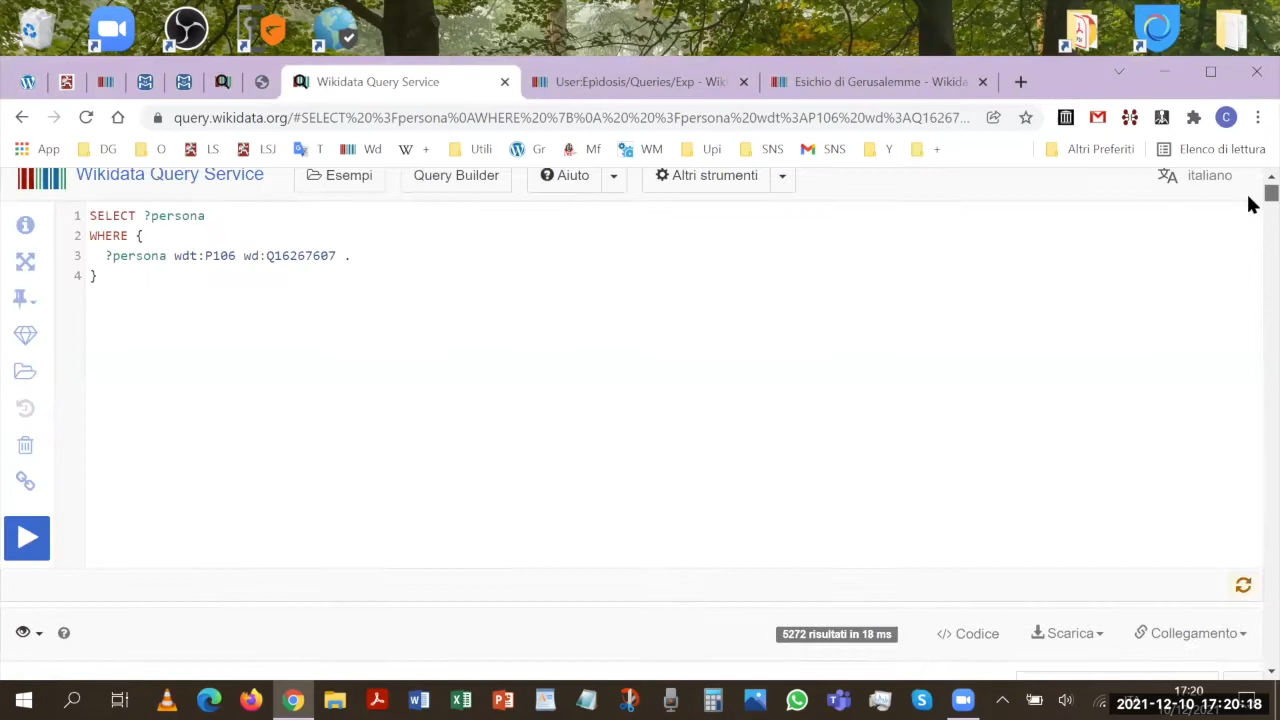 Wikidata Query Service
User:Epidosis/Queries/Exp - Wiki
Esichio di Gerusalemme - Wikida
query.wikidata.org/#SELECT%20%3Fpersona%0AWHERE%20%7B%0A%20%20%3Fpersona%20wdt%3AP106%20wd%3AQ16267...
C
App
DG
O
LS
LSJ
T
Wd
+
Utili
Gr
Mf
WM
Upi
SNS
SNS
Y
+
Altri Preferiti
Elenco di lettura
Wikidata Query Service
Esempi
Query Builder
Aiuto
Altri strumenti
italiano
1 SELECT ?persona
2 WHERE {
3 ?persona wdt:P106 wd:Q16267607 .
4 }
5272 risultati in 18 ms
</> Codice
Scarica
Collegamento
17:20
2021-12-10 17:20:18